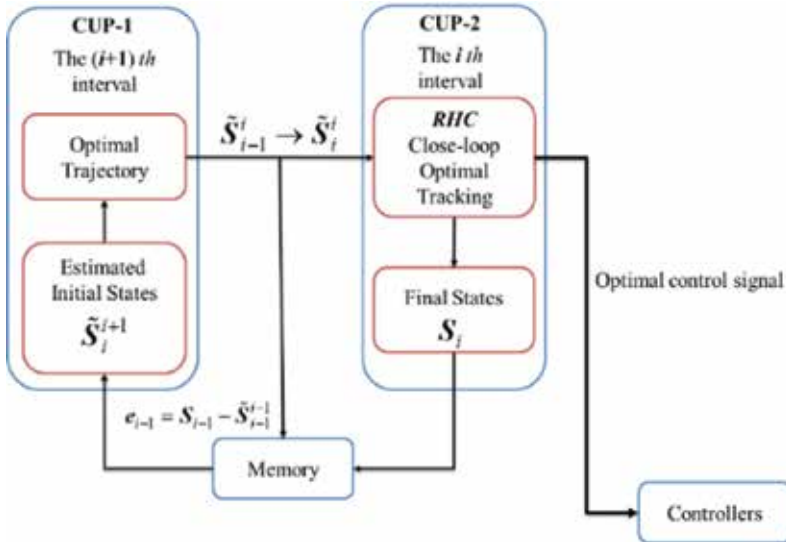 CUP-1
The (i+1) th
interval
Optimal
Trajectory
Estimated
Initial States
S̃ᵢⁱ⁺¹
S̃ᵢ₋₁ⁱ → S̃ᵢⁱ
CUP-2
The i th
interval
RHC
Close-loop
Optimal
Tracking
Final States
Sᵢ
Optimal control signal
eᵢ₋₁ = Sᵢ₋₁ − S̃ᵢ₋₁ⁱ⁻¹
Memory
Controllers